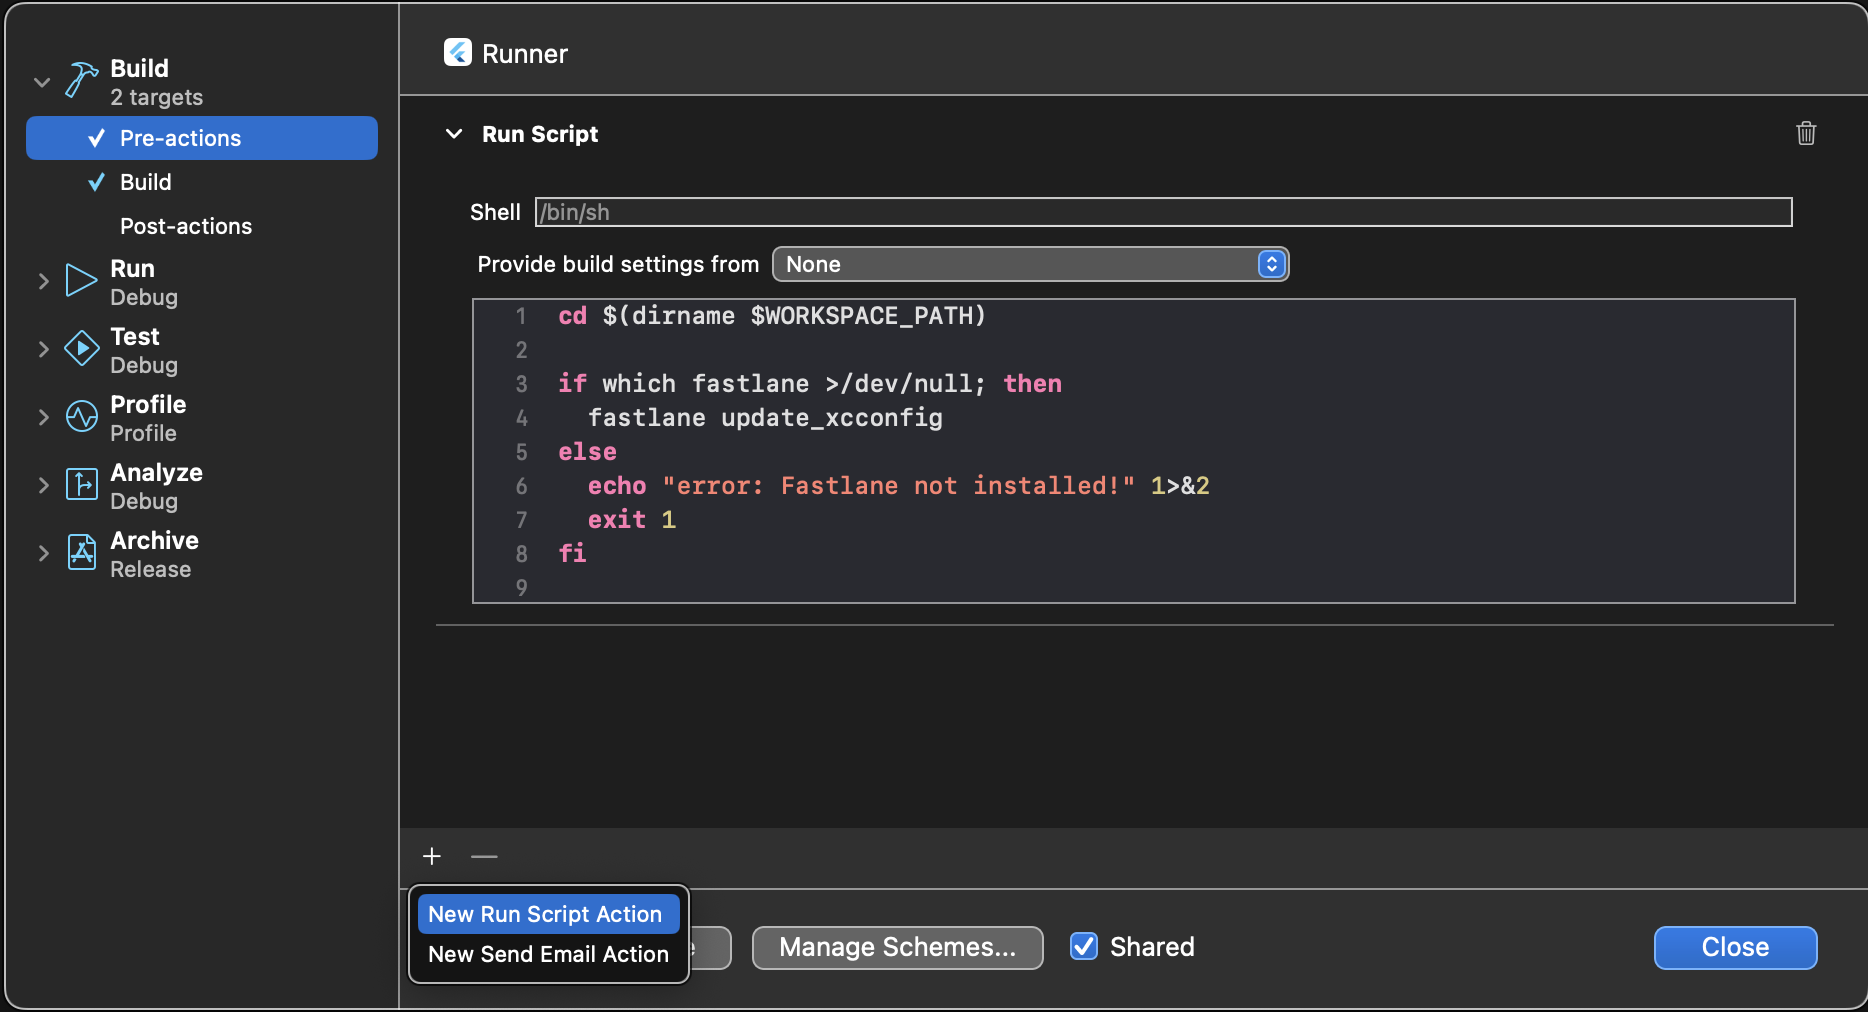 Build
2 targets
Pre-actions
Build
Post-actions
Run
Debug
Test
Debug
Profile
Profile
Analyze
Debug
Archive
Release
Runner
Run Script
Shell /bin/sh
Provide build settings from None
1 cd $(dirname $WORKSPACE_PATH)
2
3 if which fastlane >/dev/null; then
4 fastlane update_xcconfig
5 else
6 echo "error: Fastlane not installed!" 1>&2
7 exit 1
8 fi
9
New Run Script Action
New Send Email Action
Manage Schemes...
Shared
Close